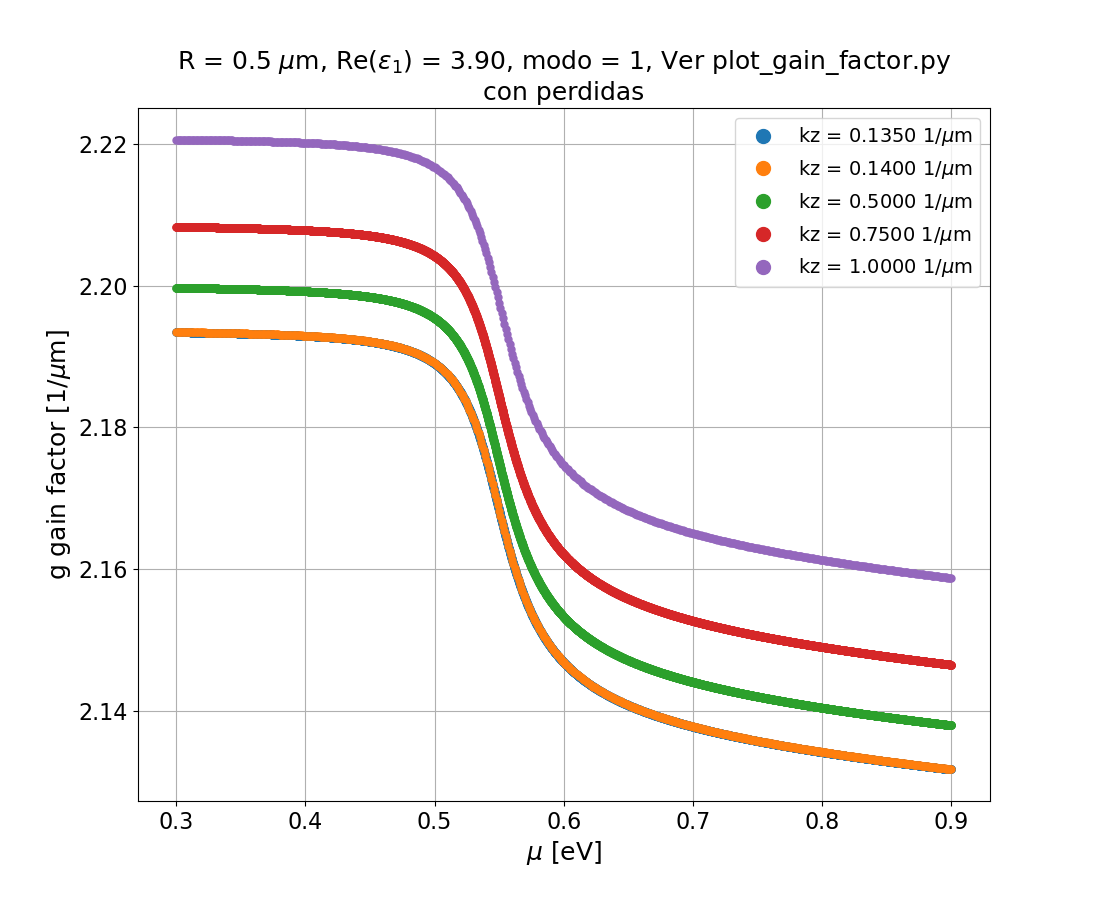 R = 0.5 μm, Re(ε₁) = 3.90, modo = 1, Ver plot_gain_factor.py
con perdidas
kz = 0.1350 1/μm
kz = 0.1400 1/μm
kz = 0.5000 1/μm
kz = 0.7500 1/μm
kz = 1.0000 1/μm
g gain factor [1/μm]
2.22
2.20
2.18
2.16
2.14
0.3 0.4 0.5 0.6 0.7 0.8 0.9
μ [eV]